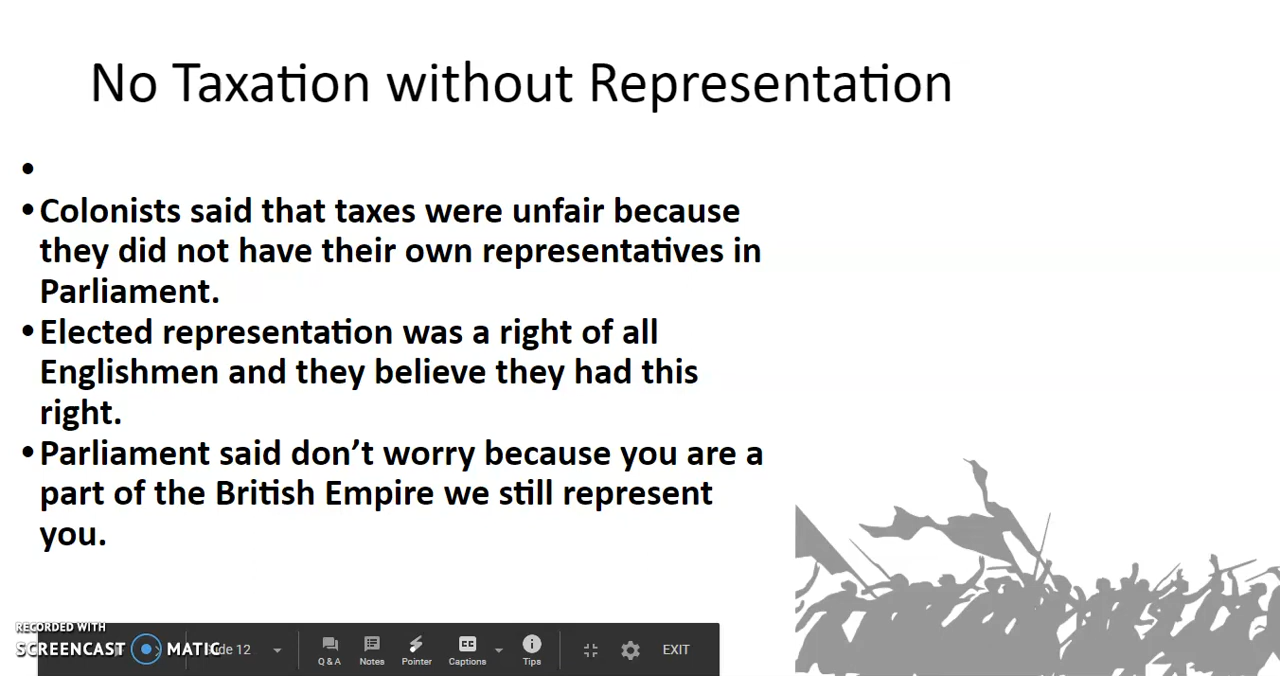 No Taxation without Representation
•
•Colonists said that taxes were unfair because
they did not have their own representatives in
Parliament.
•Elected representation was a right of all
Englishmen and they believe they had this
right.
•Parliament said don’t worry because you are a
part of the British Empire we still represent
you.
RECORDED WITH
SCREENCAST MATIC
12
Q & A Notes Pointer Captions Tips EXIT
CC